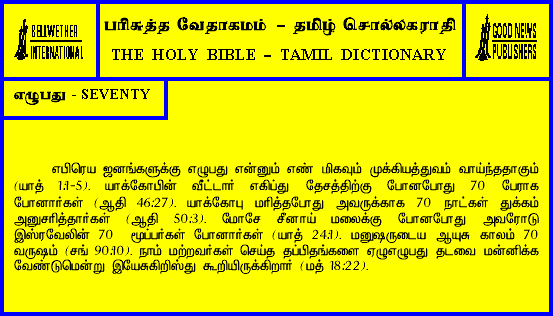 BELLWETHER
INTERNATIONAL
பரிசுத்த வேதாகமம் – தமிழ் சொல்லகராதி
THE HOLY BIBLE – TAMIL DICTIONARY
GOOD NEWS
PUBLISHERS
எழுபது - SEVENTY
எபிரெய ஜனங்களுக்கு எழுபது என்னும் எண் மிகவும் முக்கியத்துவம் வாய்ந்ததாகும்
(யாத் 1:1-5). யாக்கோபின் வீட்டார் எகிப்து தேசத்திற்கு போனபோது 70 பேராக
போனார்கள் (ஆதி 46:27). யாக்கோபு மரித்தபோது அவருக்காக 70 நாட்கள் துக்கம்
அனுசரித்தார்கள் (ஆதி 50:3). மோசே சீனாய் மலைக்கு போனபோது அவரோடு
இஸ்ரவேலின் 70 மூப்பர்கள் போனார்கள் (யாத் 24:1). மனுஷருடைய ஆயுசு காலம் 70
வருஷம் (சங் 90:10). நாம் மற்றவர்கள் செய்த தப்பிதங்களை ஏழுஎழுபது தடவை மன்னிக்க
வேண்டுமென்று இயேசுகிறிஸ்து கூறியிருக்கிறார் (மத் 18:22).